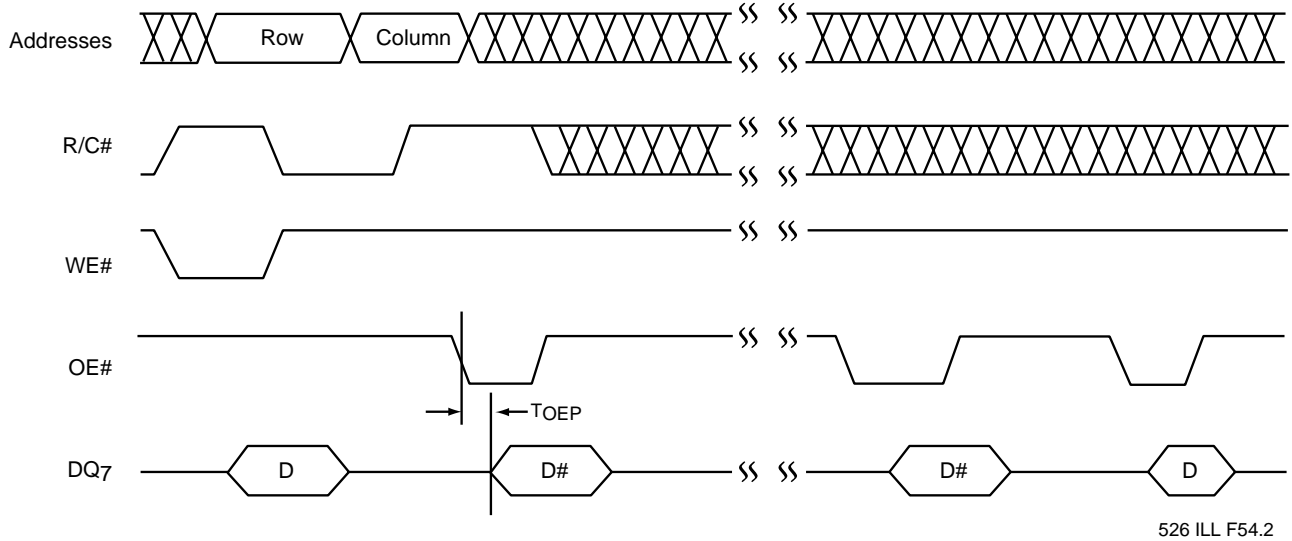 Addresses Row Column
R/C#
WE#
OE#
TOEP
DQ7 D D# D# D
526 ILL F54.2